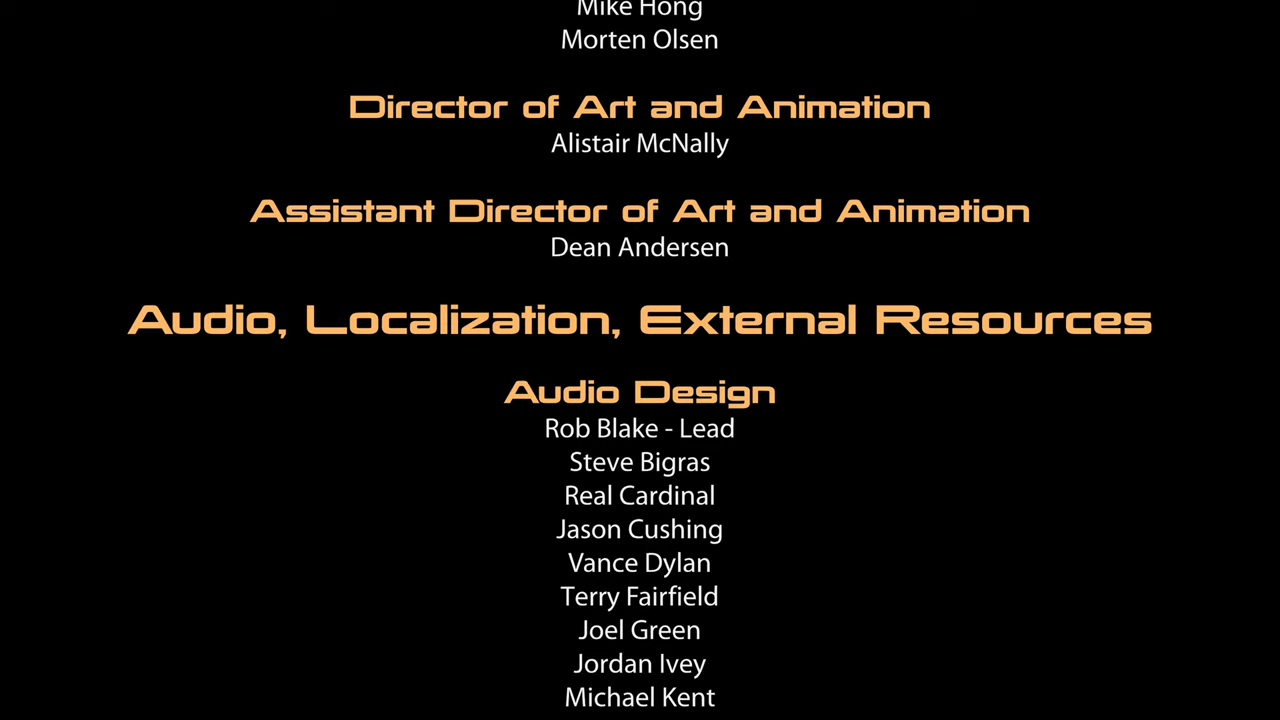 Mike Hong
Morten Olsen
Director of Art and Animation
Alistair McNally
Assistant Director of Art and Animation
Dean Andersen
Audio, Localization, External Resources
Audio Design
Rob Blake - Lead
Steve Bigras
Real Cardinal
Jason Cushing
Vance Dylan
Terry Fairfield
Joel Green
Jordan Ivey
Michael Kent